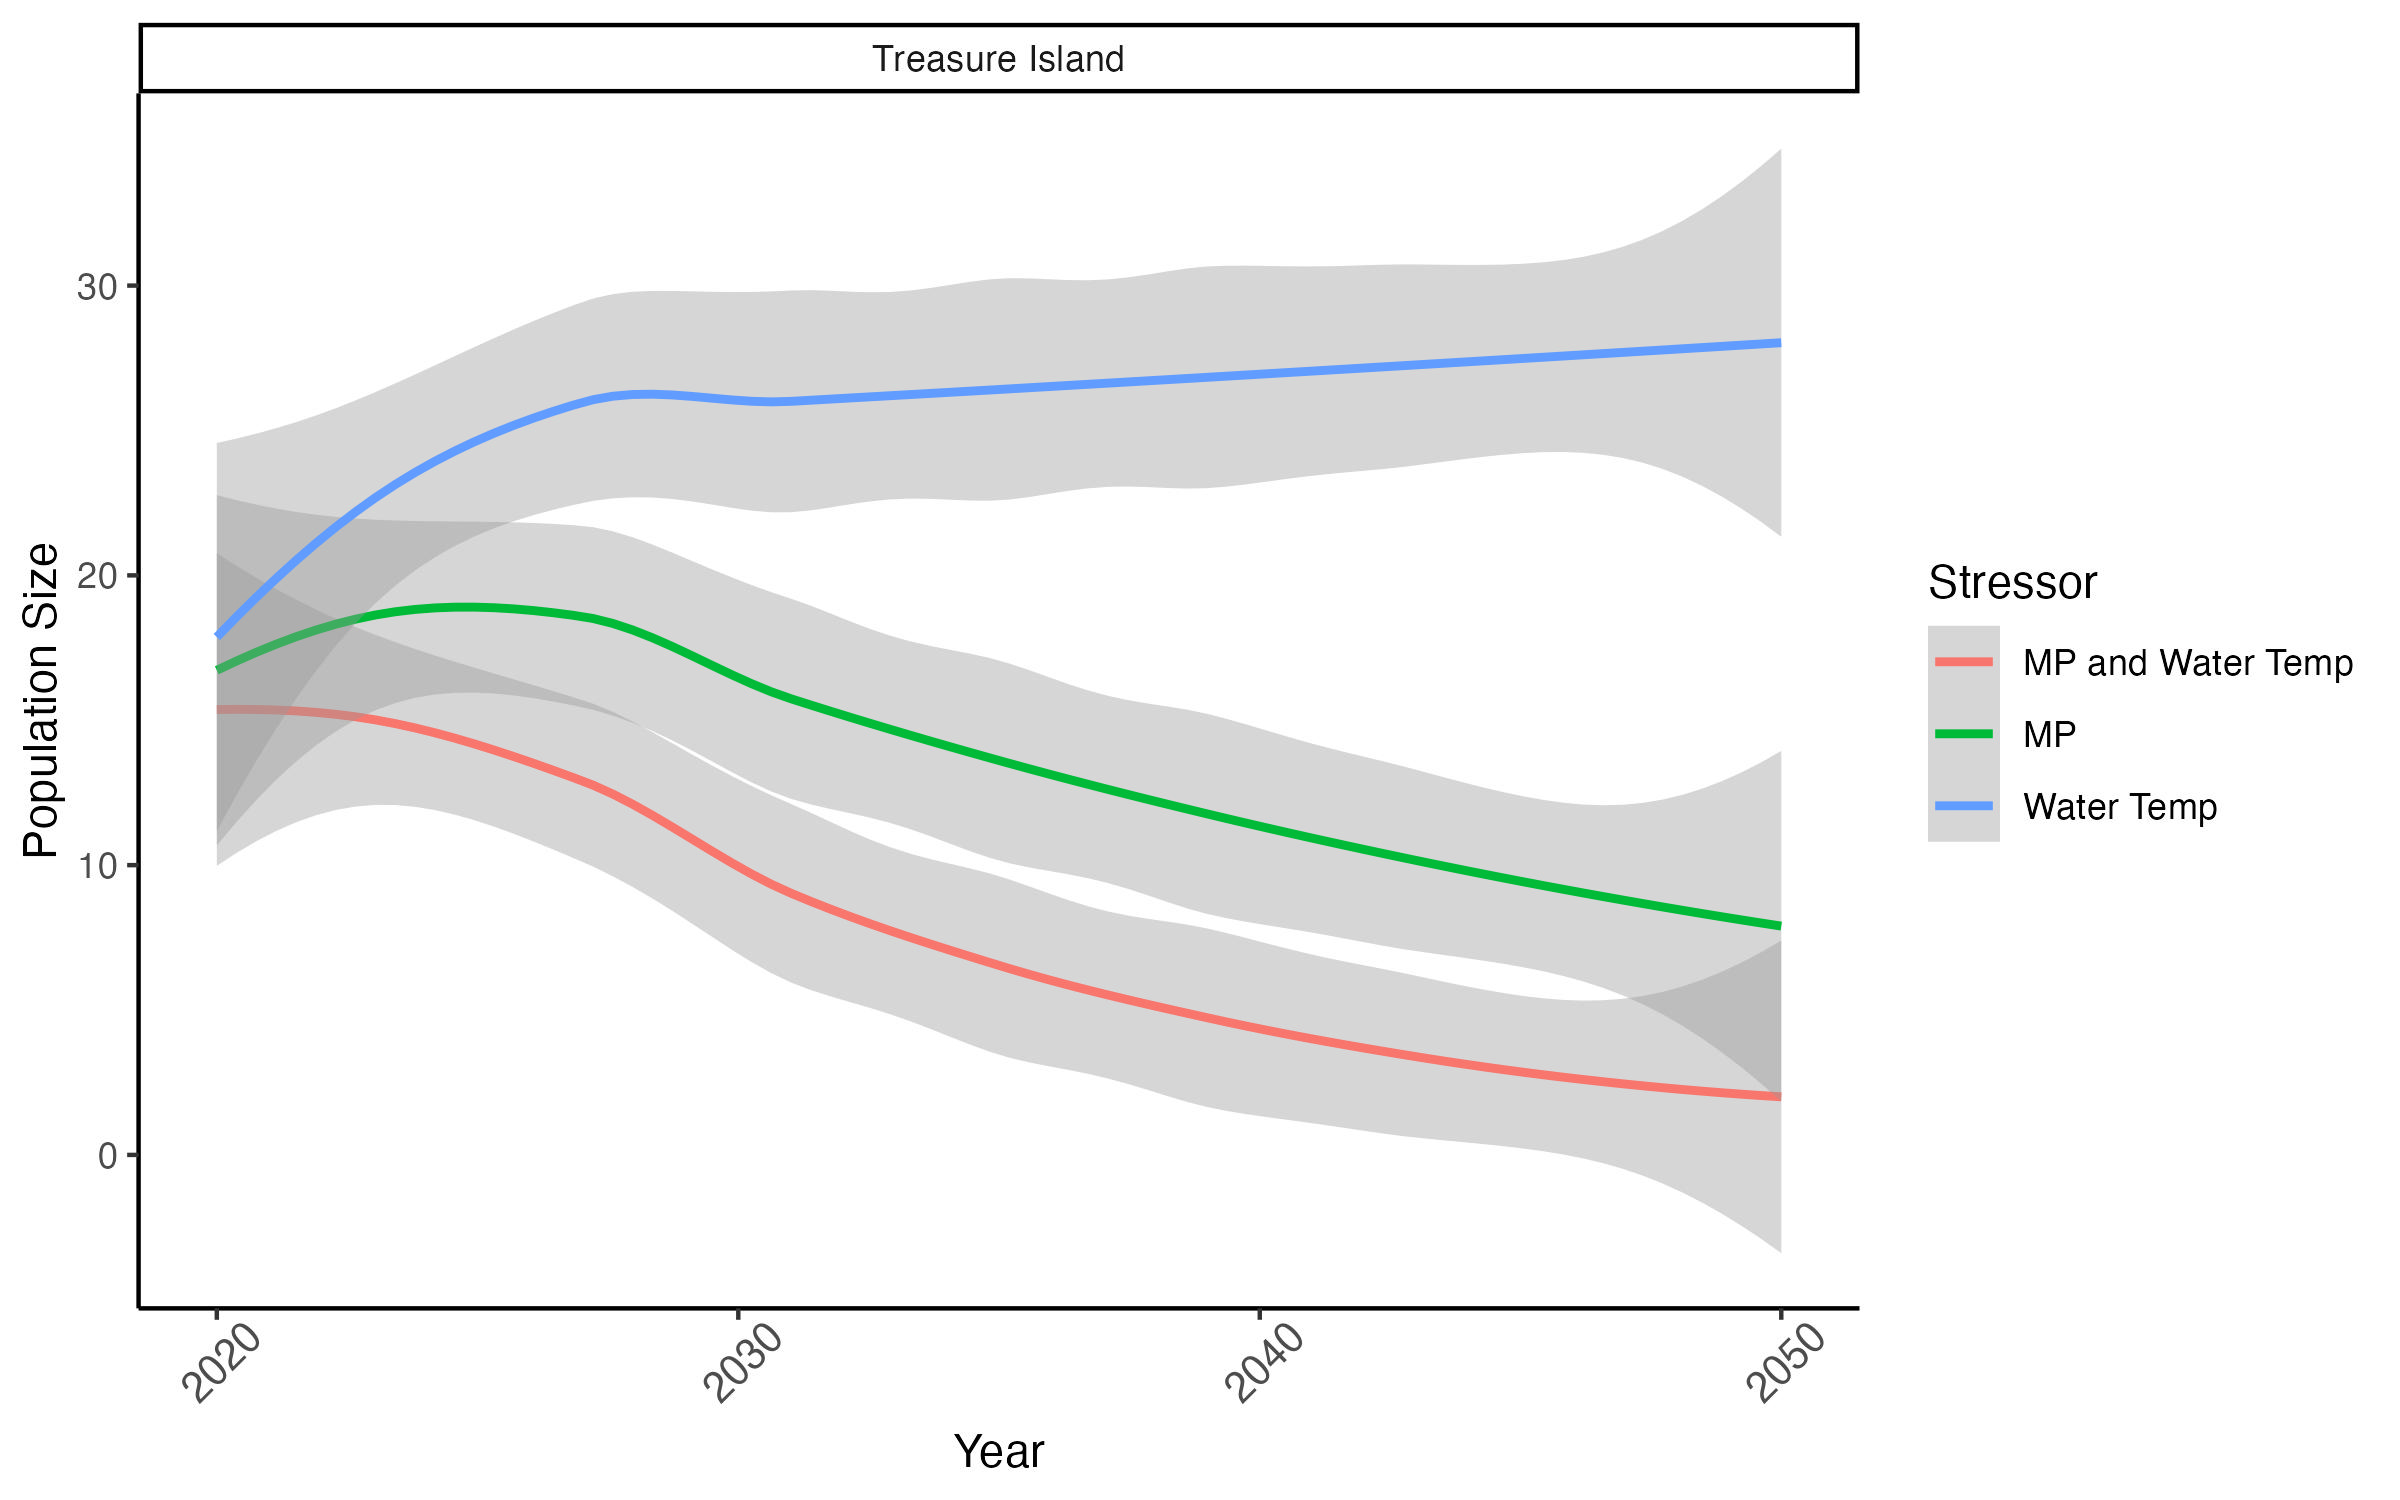 Treasure Island
30
20
10
0
Population Size
2020
2030
2040
2050
Year
Stressor
MP and Water Temp
MP
Water Temp